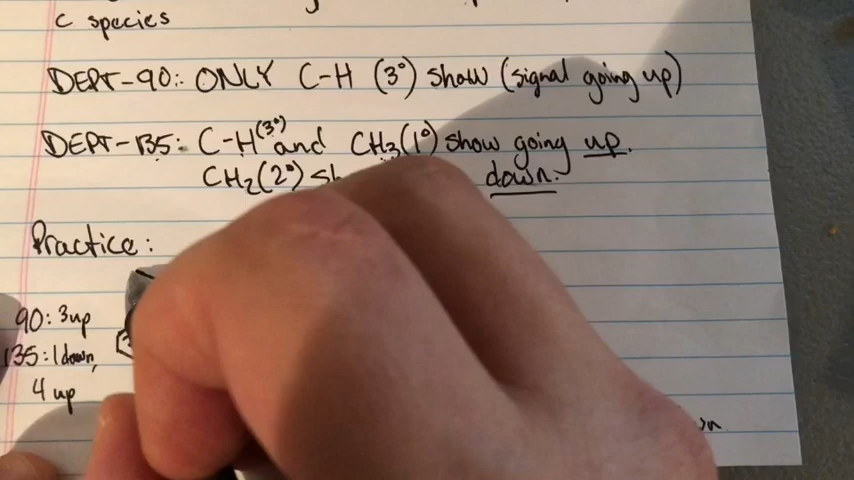 C species
DEPT-90: ONLY C-H (3°) show (signal going up)
DEPT-135: C-H(3°) and CH3(1°) show going up.
CH2(2°) sh down.
Practice:
90: 3up
135: 1down,
4 up